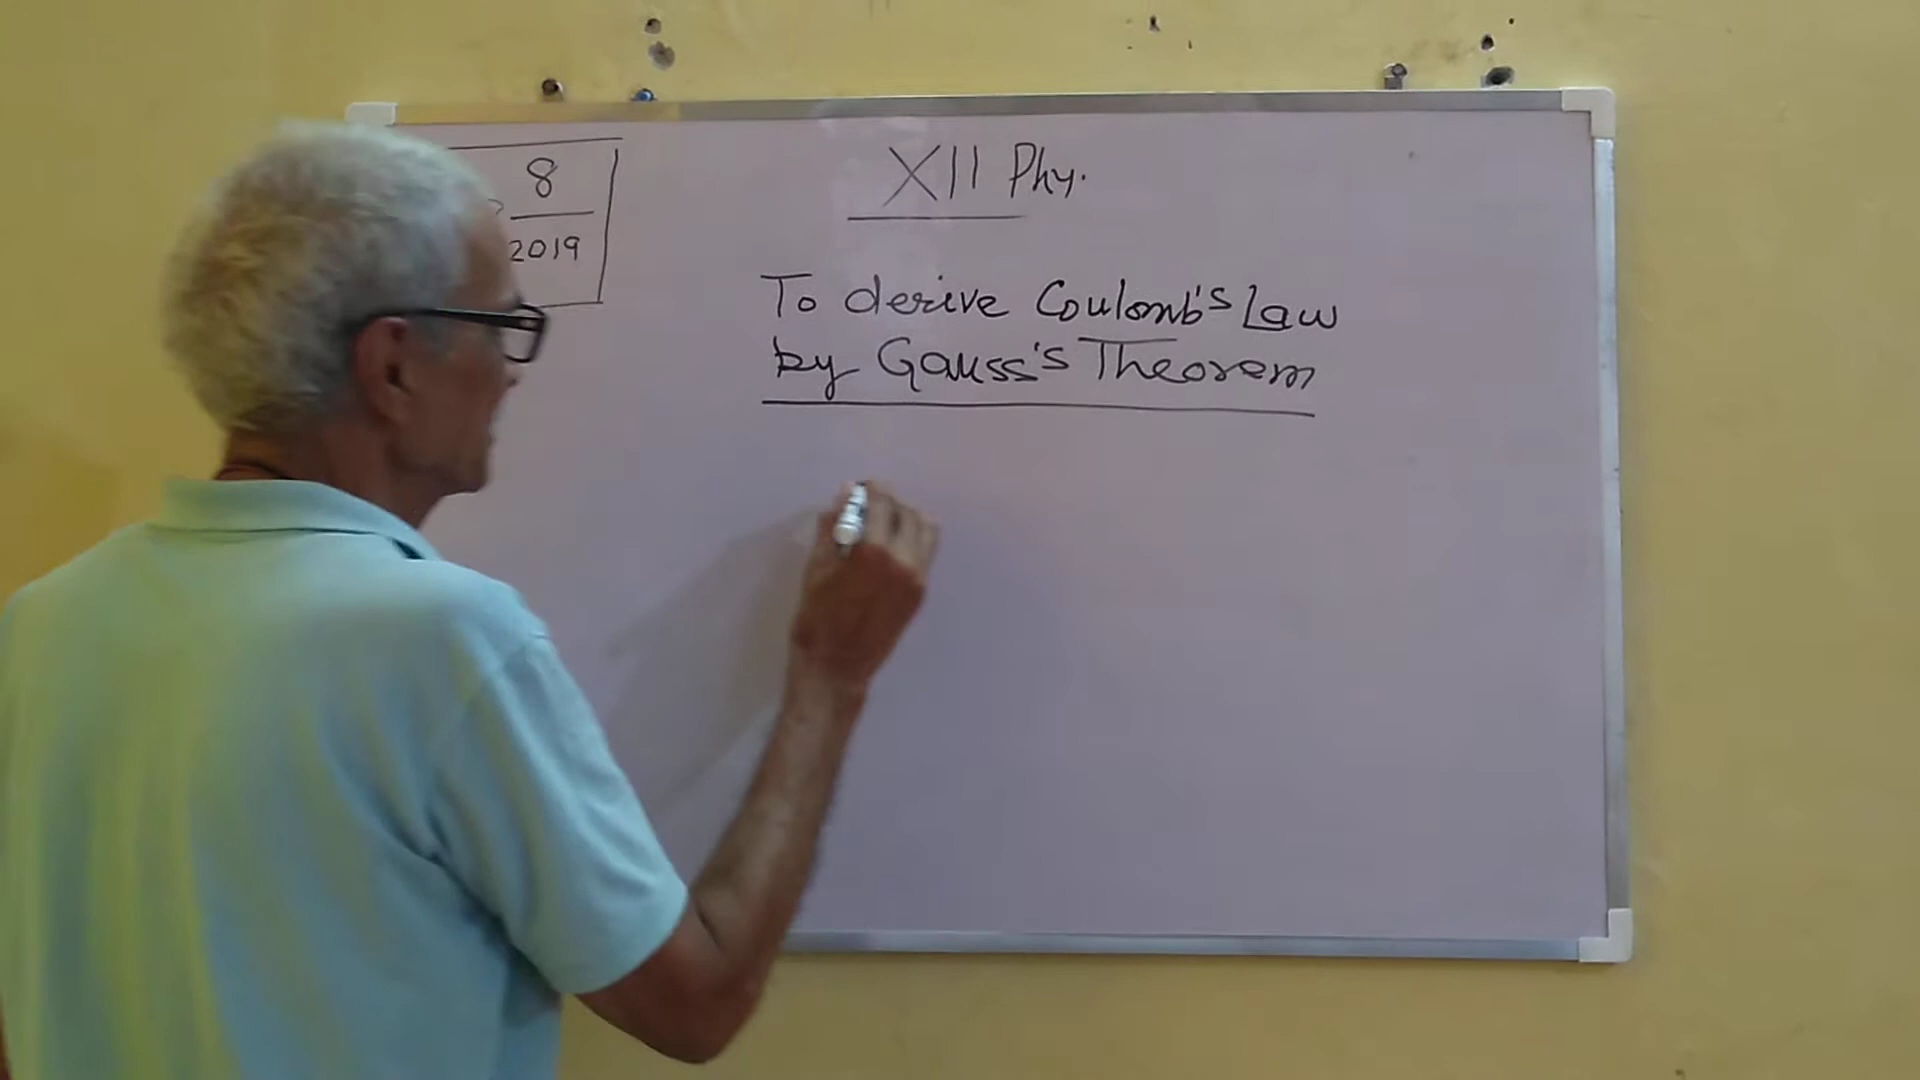 8
2019
XII Phy.
To derive Coulomb's Law
by Gauss's Theorem